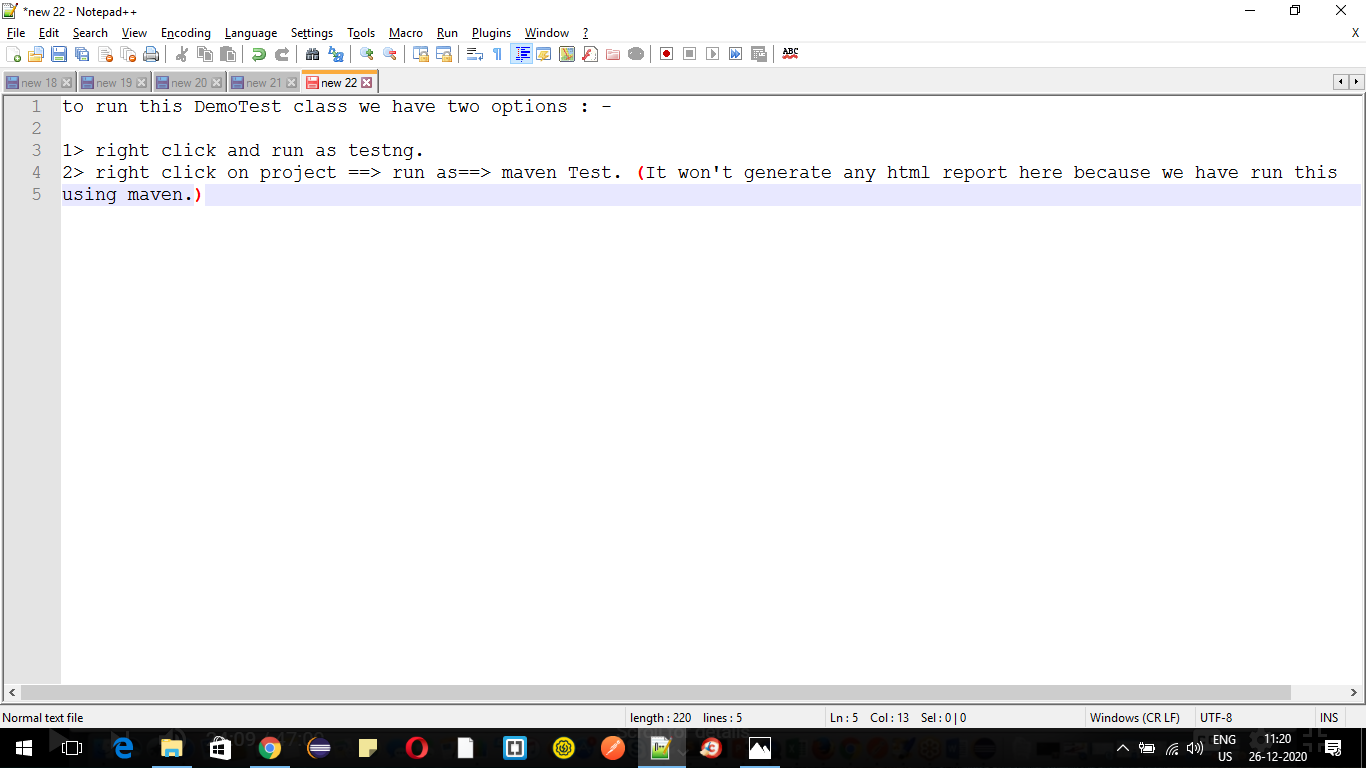 *new 22 - Notepad++
File Edit Search View Encoding Language Settings Tools Macro Run Plugins Window ? X
ABC
new 18 new 19 new 20 new 21 new 22
1 to run this DemoTest class we have two options : -
2
3 1> right click and run as testng.
4 2> right click on project ==> run as==> maven Test. (It won't generate any html report here because we have run this
5 using maven.)
Normal text file length : 220 lines : 5 Ln : 5 Col : 13 Sel : 0 | 0 Windows (CR LF) UTF-8 INS
ENG 11:20
US 26-12-2020